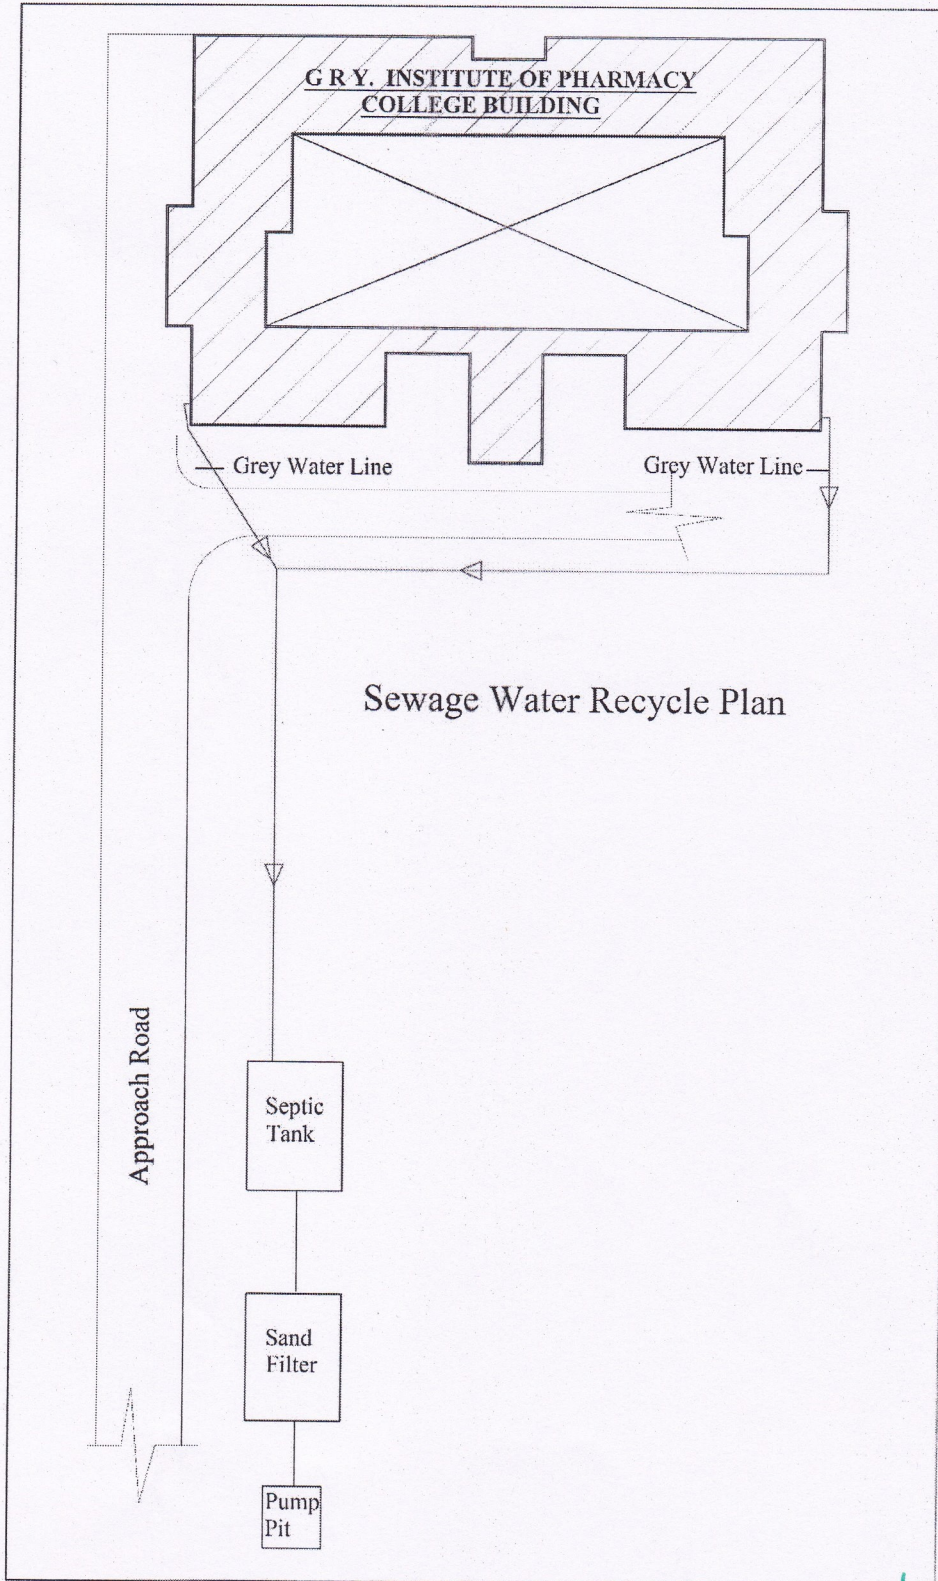 G R Y. INSTITUTE OF PHARMACY
COLLEGE BUILDING
Grey Water Line
Grey Water Line
Sewage Water Recycle Plan
Approach Road
Septic
Tank
Sand
Filter
Pump
Pit